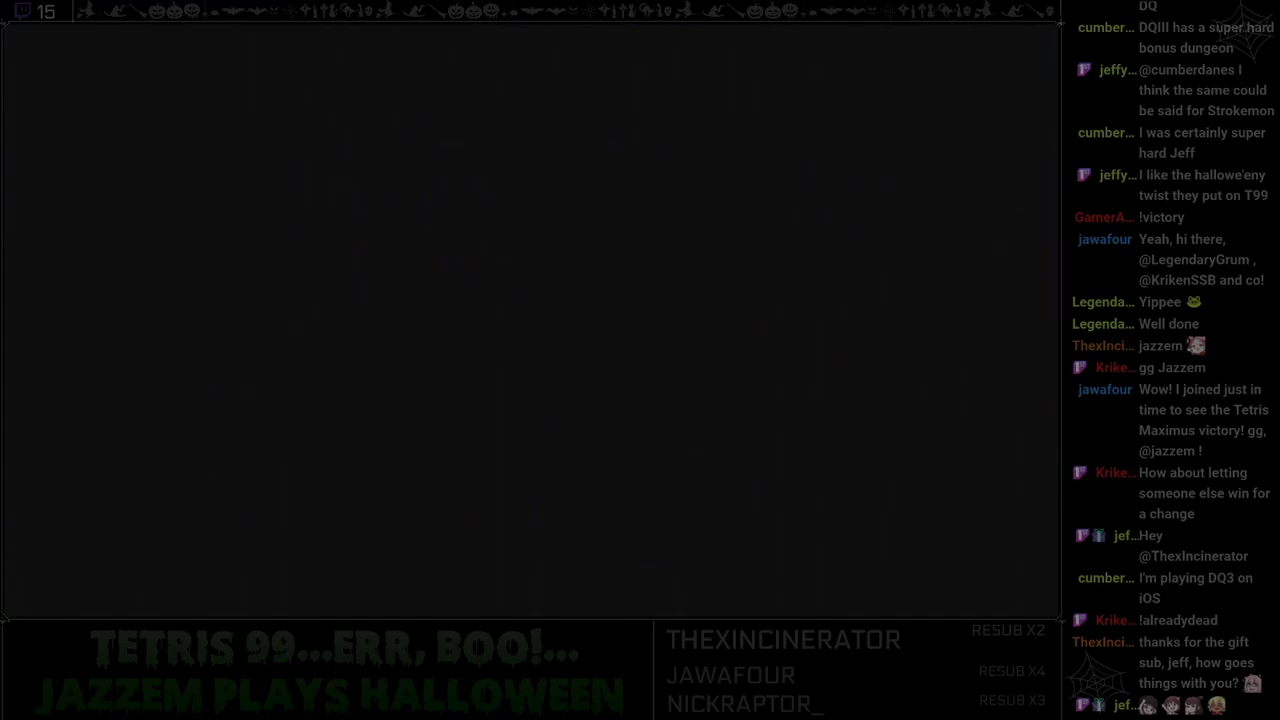 15
DQ
cumber... DQIII has a super hard
bonus dungeon
jeffy... @cumberdanes I
think the same could
be said for Strokemon
cumber... I was certainly super
hard Jeff
jeffy... I like the hallowe'eny
twist they put on T99
GamerA... !victory
jawafour Yeah, hi there,
@LegendaryGrum ,
@KrikenSSB and co!
Legenda... Yippee
Legenda... Well done
ThexInci... jazzem
Krike... gg Jazzem
jawafour Wow! I joined just in
time to see the Tetris
Maximus victory! gg,
@jazzem !
Krike... How about letting
someone else win for
a change
jef... Hey
@ThexIncinerator
cumber... I'm playing DQ3 on
iOS
Krike... !alreadydead
ThexInci... thanks for the gift
sub, jeff, how goes
things with you?
jef...
TETRIS 99...ERR, BOO!...
JAZZEM PLAYS HALLOWEEN
THEXINCINERATOR RESUB X2
JAWAFOUR RESUB X4
NICKRAPTOR_ RESUB X3